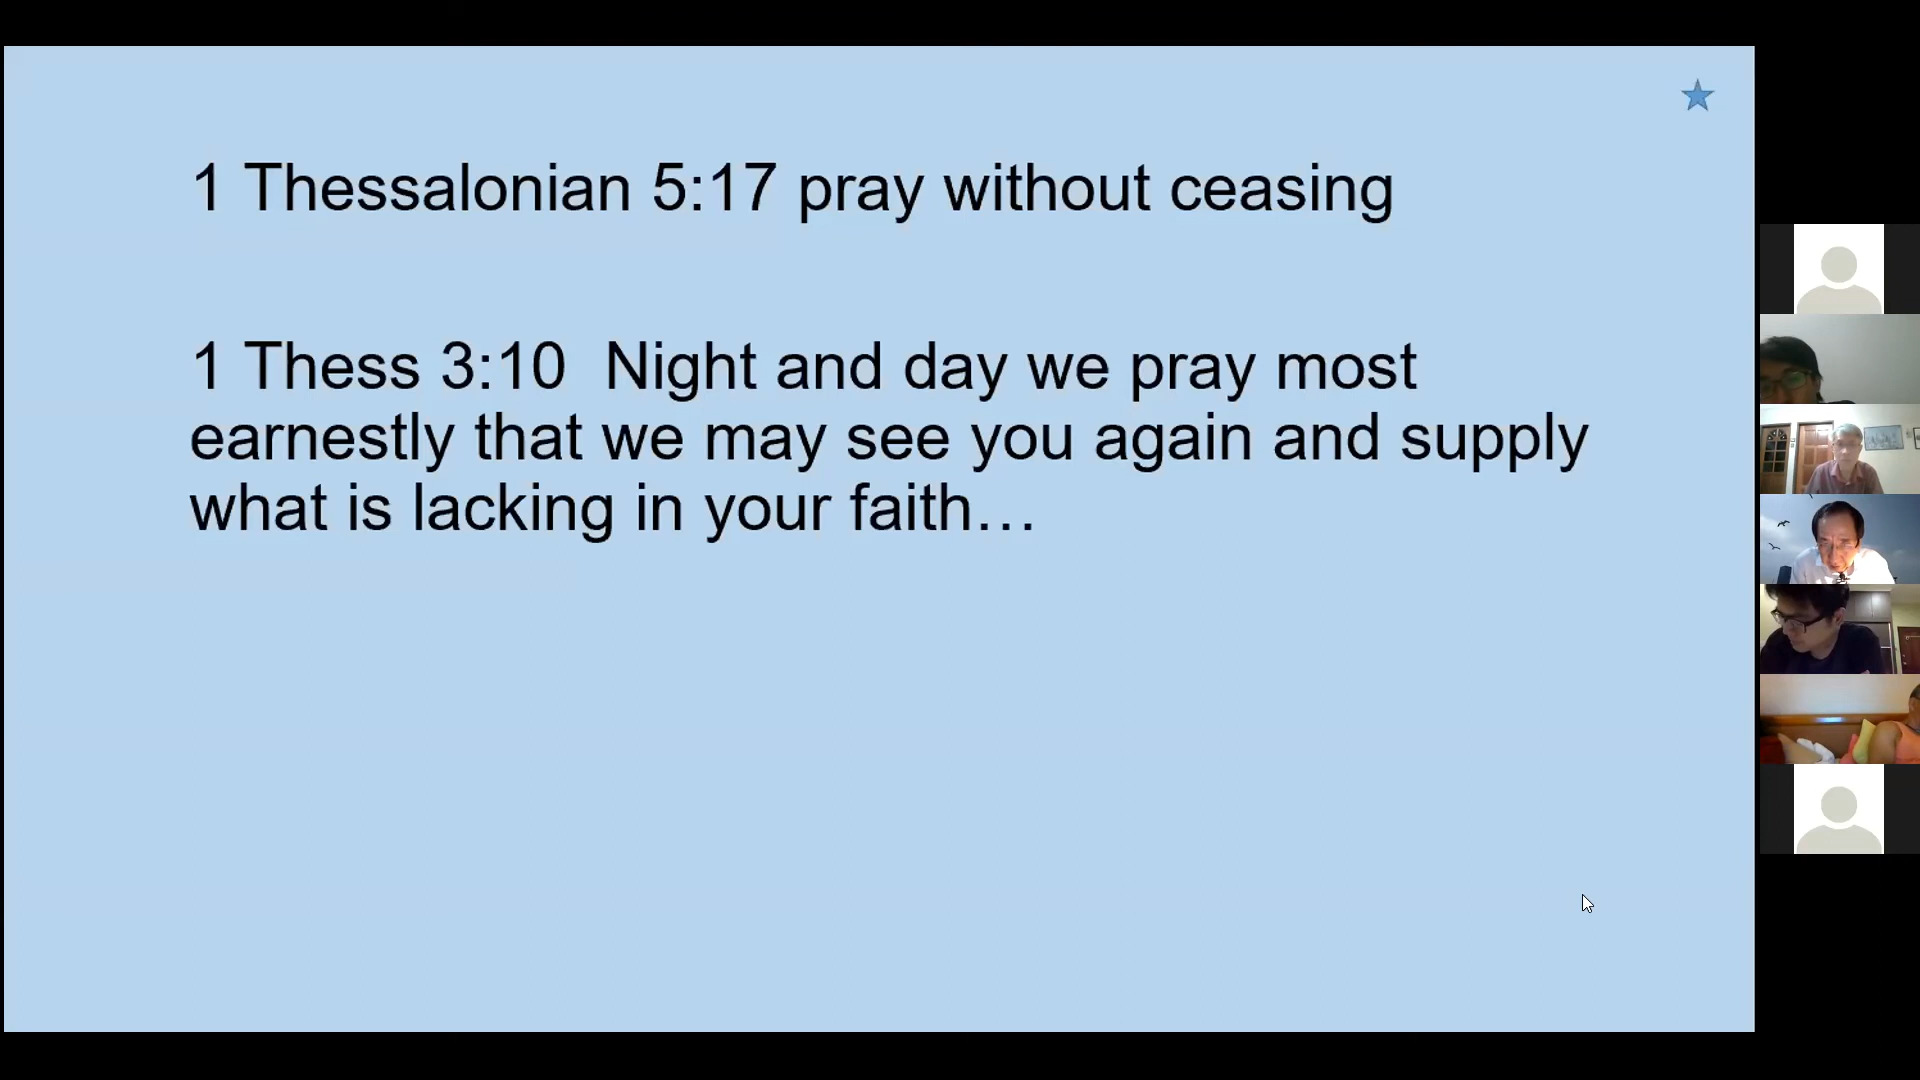 1 Thessalonian 5:17 pray without ceasing
1 Thess 3:10  Night and day we pray most
earnestly that we may see you again and supply
what is lacking in your faith…